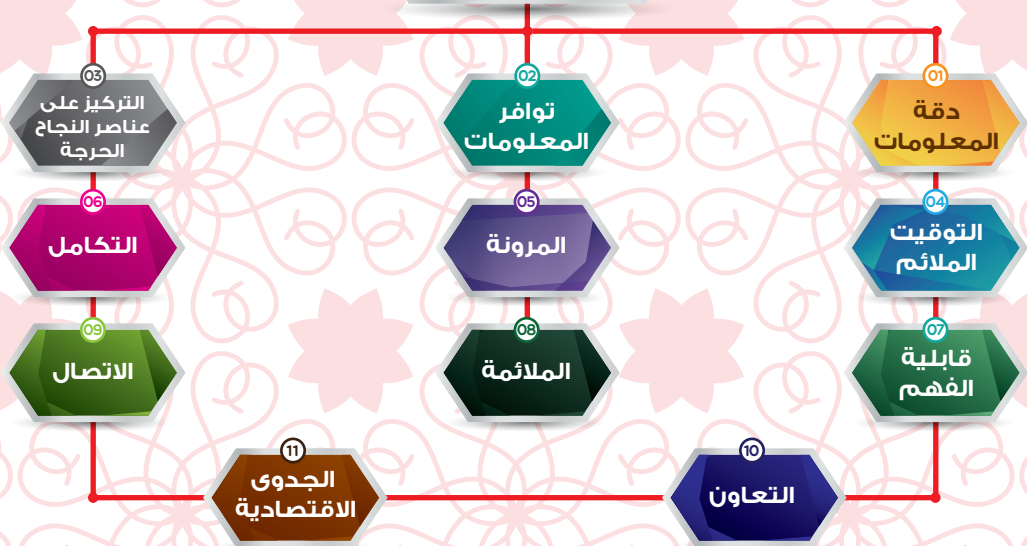 01
دقة
المعلومات
02
توافر
المعلومات
03
التركيز على
عناصر النجاح
الحرجة
04
التوقيت
الملائم
05
المرونة
06
التكامل
07
قابلية
الفهم
08
الملائمة
09
الاتصال
10
التعاون
11
الجدوى
الاقتصادية